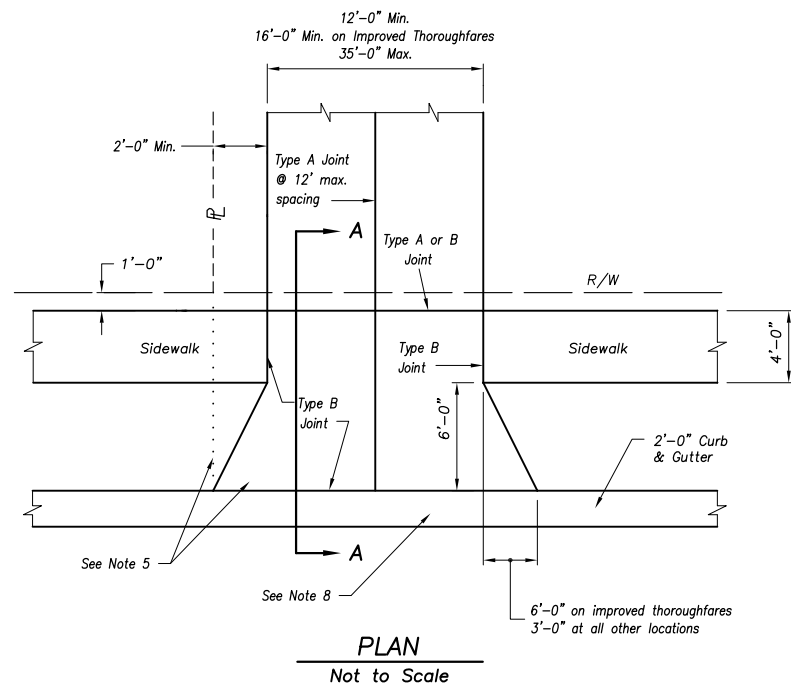 12'-0" Min.
16'-0" Min. on Improved Thoroughfares
35'-0" Max.
2'-0" Min.
Type A Joint
@ 12' max.
spacing
PL
A
Type A or B
Joint
1'-0"
R/W
Sidewalk
Type B
Joint
Sidewalk
4'-0"
Type B
Joint
6'-0"
2'-0" Curb
& Gutter
A
See Note 5
See Note 8
6'-0" on improved thoroughfares
3'-0" at all other locations
PLAN
Not to Scale